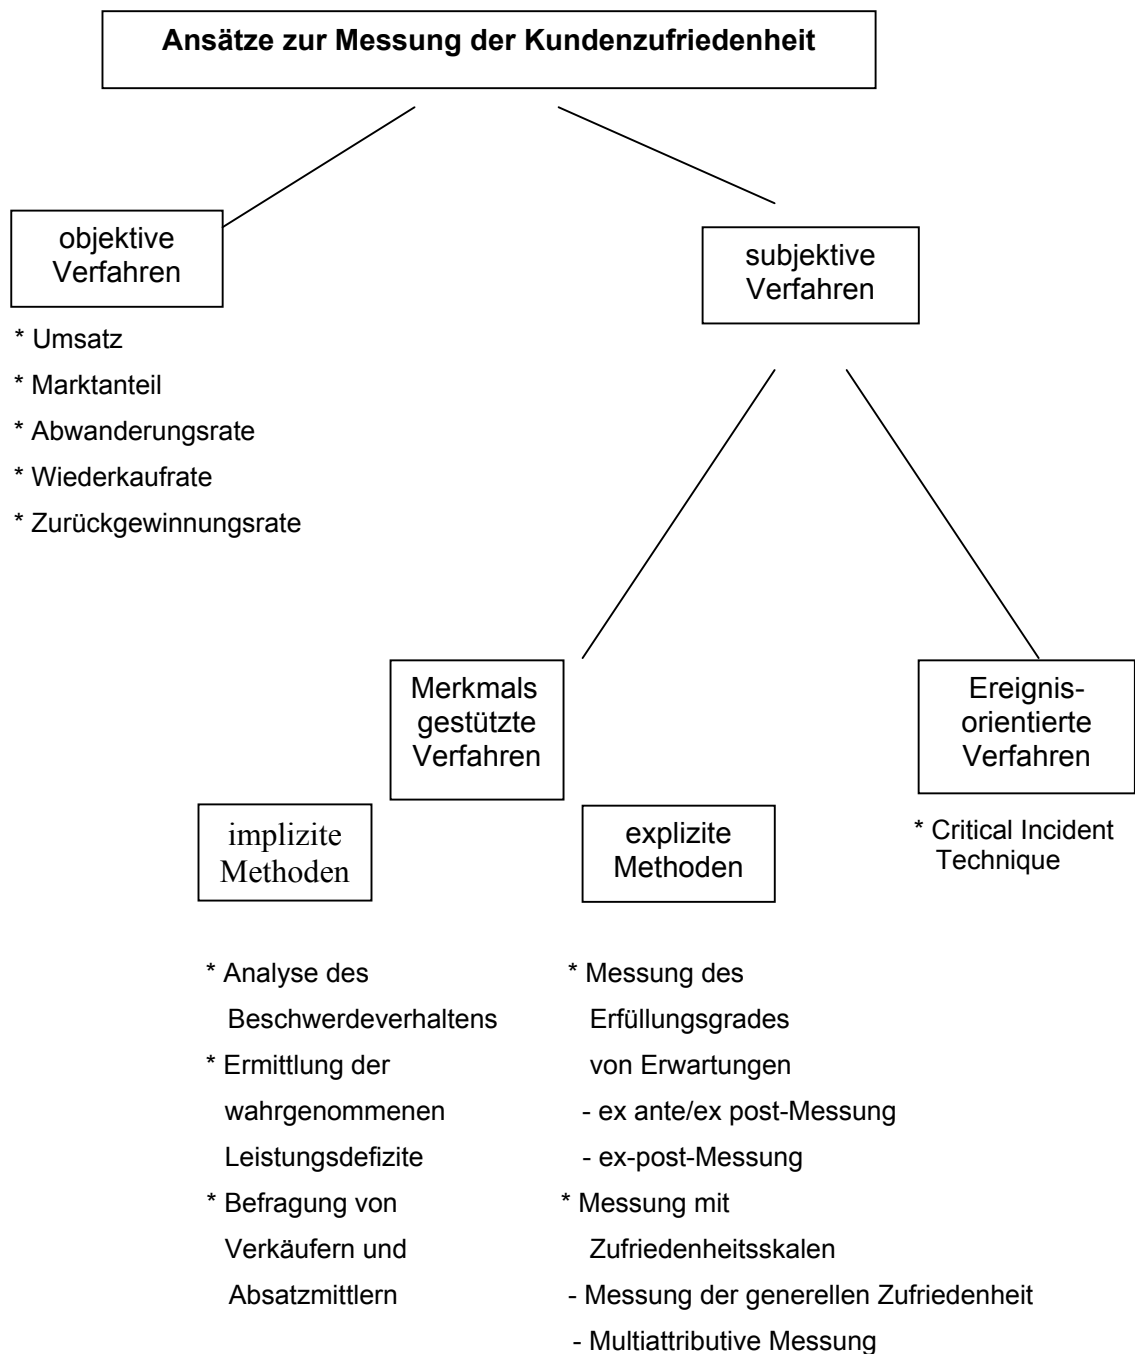 Ansätze zur Messung der Kundenzufriedenheit
objektive
Verfahren
* Umsatz
* Marktanteil
* Abwanderungsrate
* Wiederkaufrate
* Zurückgewinnungsrate
subjektive
Verfahren
Merkmals
gestützte
Verfahren
implizite
Methoden
* Analyse des
Beschwerdeverhaltens
* Ermittlung der
wahrgenommenen
Leistungsdefizite
* Befragung von
Verkäufern und
Absatzmittlern
explizite
Methoden
* Messung des
Erfüllungsgrades
von Erwartungen
- ex ante/ex post-Messung
- ex-post-Messung
* Messung mit
Zufriedenheitsskalen
- Messung der generellen Zufriedenheit
- Multiattributive Messung
Ereignis-
orientierte
Verfahren
* Critical Incident
Technique